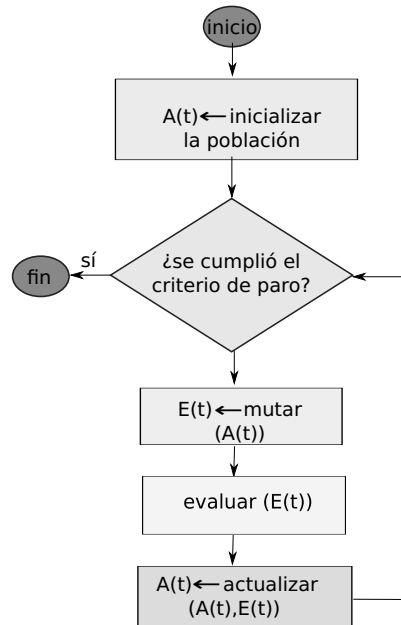 inicio
A(t)←inicializar
la población
¿se cumplió el
criterio de paro?
sí
fin
E(t)←mutar
(A(t))
evaluar (E(t))
A(t)←actualizar
(A(t),E(t))